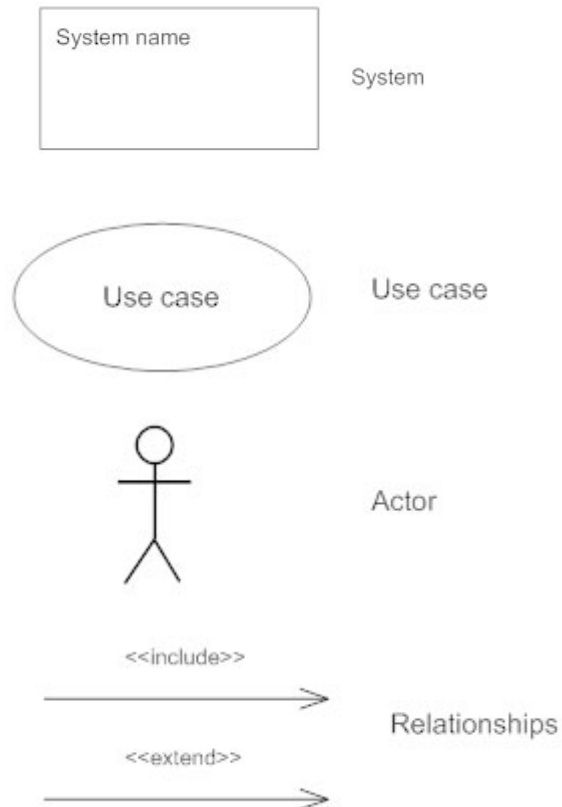 System name
System
Use case
Use case
Actor
<<include>>
Relationships
<<extend>>